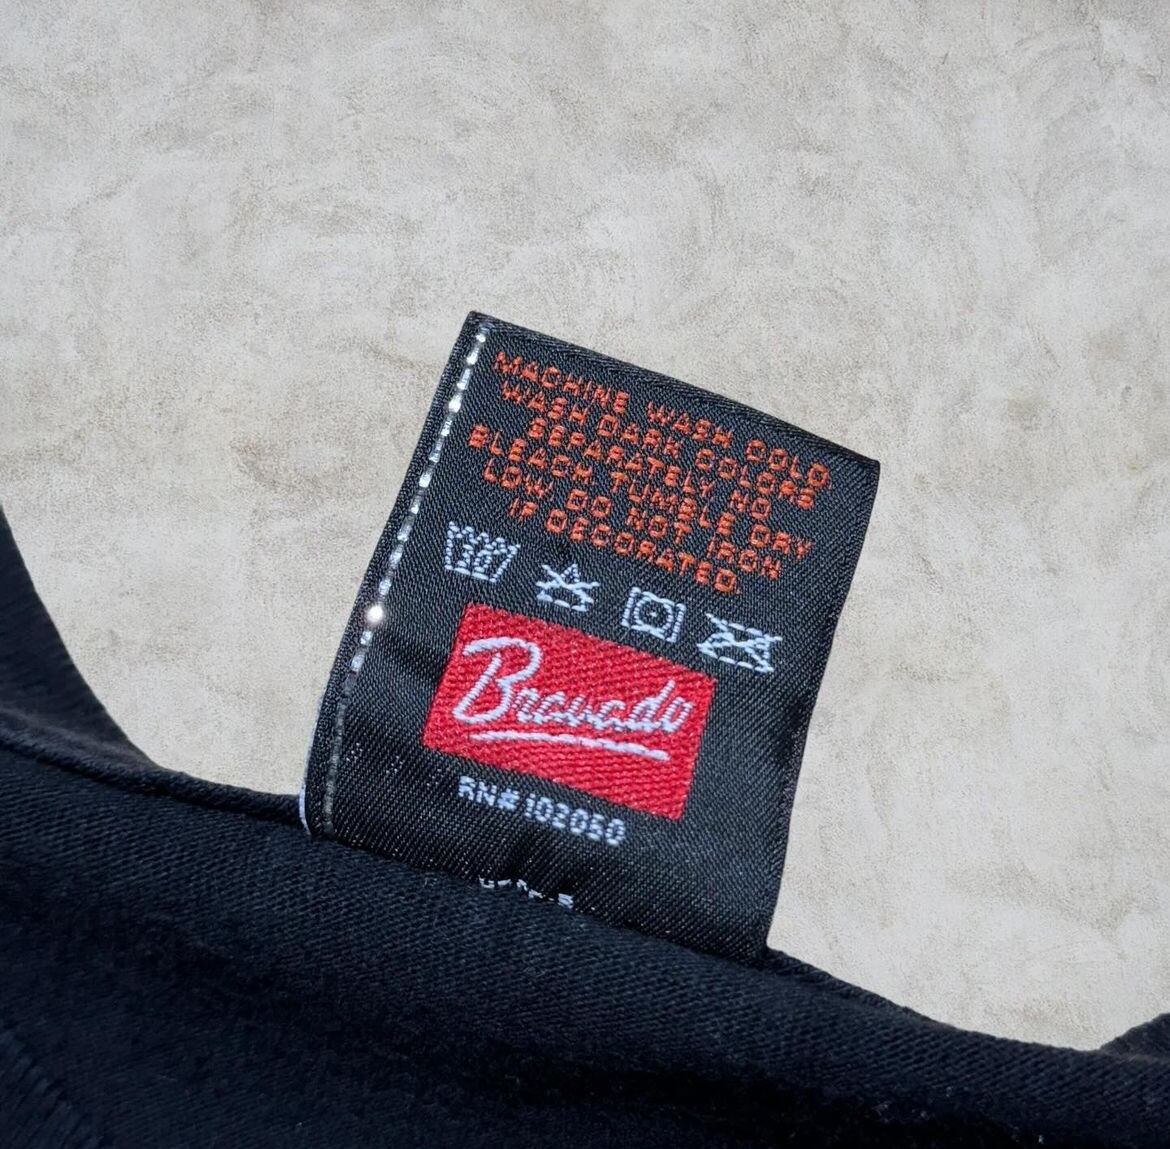 MACHINE WASH COLD
WASH DARK COLORS
SEPARATELY NO
BLEACH TUMBLE DRY
LOW DO NOT IRON
IF DECORATED.
30
Bravado
RN# 102050